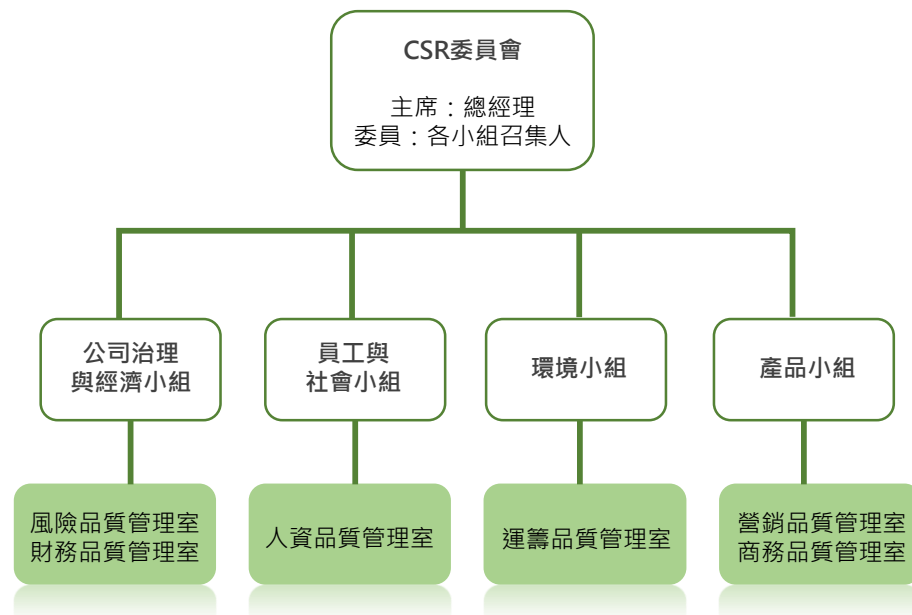 CSR委員會
主席：總經理
委員：各小組召集人
公司治理
與經濟小組
員工與
社會小組
環境小組
產品小組
風險品質管理室
財務品質管理室
人資品質管理室
運籌品質管理室
營銷品質管理室
商務品質管理室